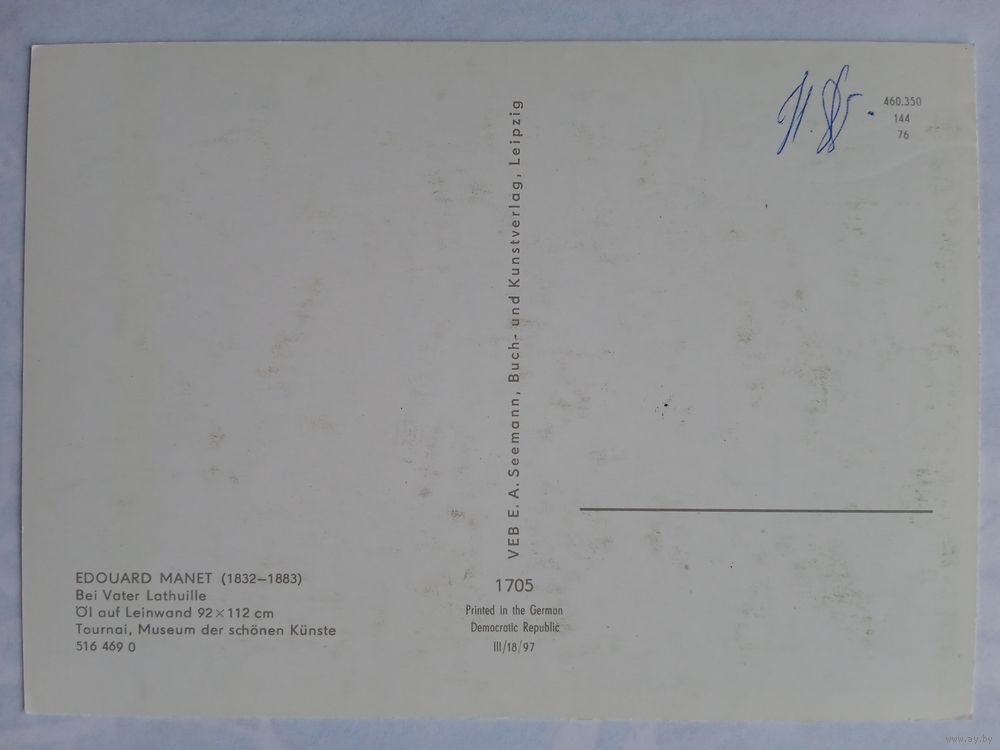 460.350
144
76
VEB E. A. Seemann, Buch- und Kunstverlag, Leipzig
EDOUARD MANET (1832–1883)
Bei Vater Lathuille
Öl auf Leinwand 92×112 cm
Tournai, Museum der schönen Künste
516 469 0
1705
Printed in the German
Democratic Republic
III/18/97
www.ay.by